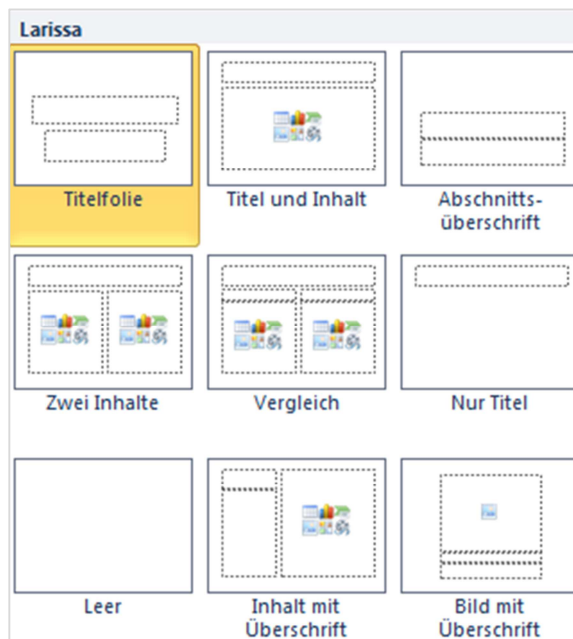 Larissa
Titelfolie
Titel und Inhalt
Abschnitts-
überschrift
Zwei Inhalte
Vergleich
Nur Titel
Leer
Inhalt mit
Überschrift
Bild mit
Überschrift